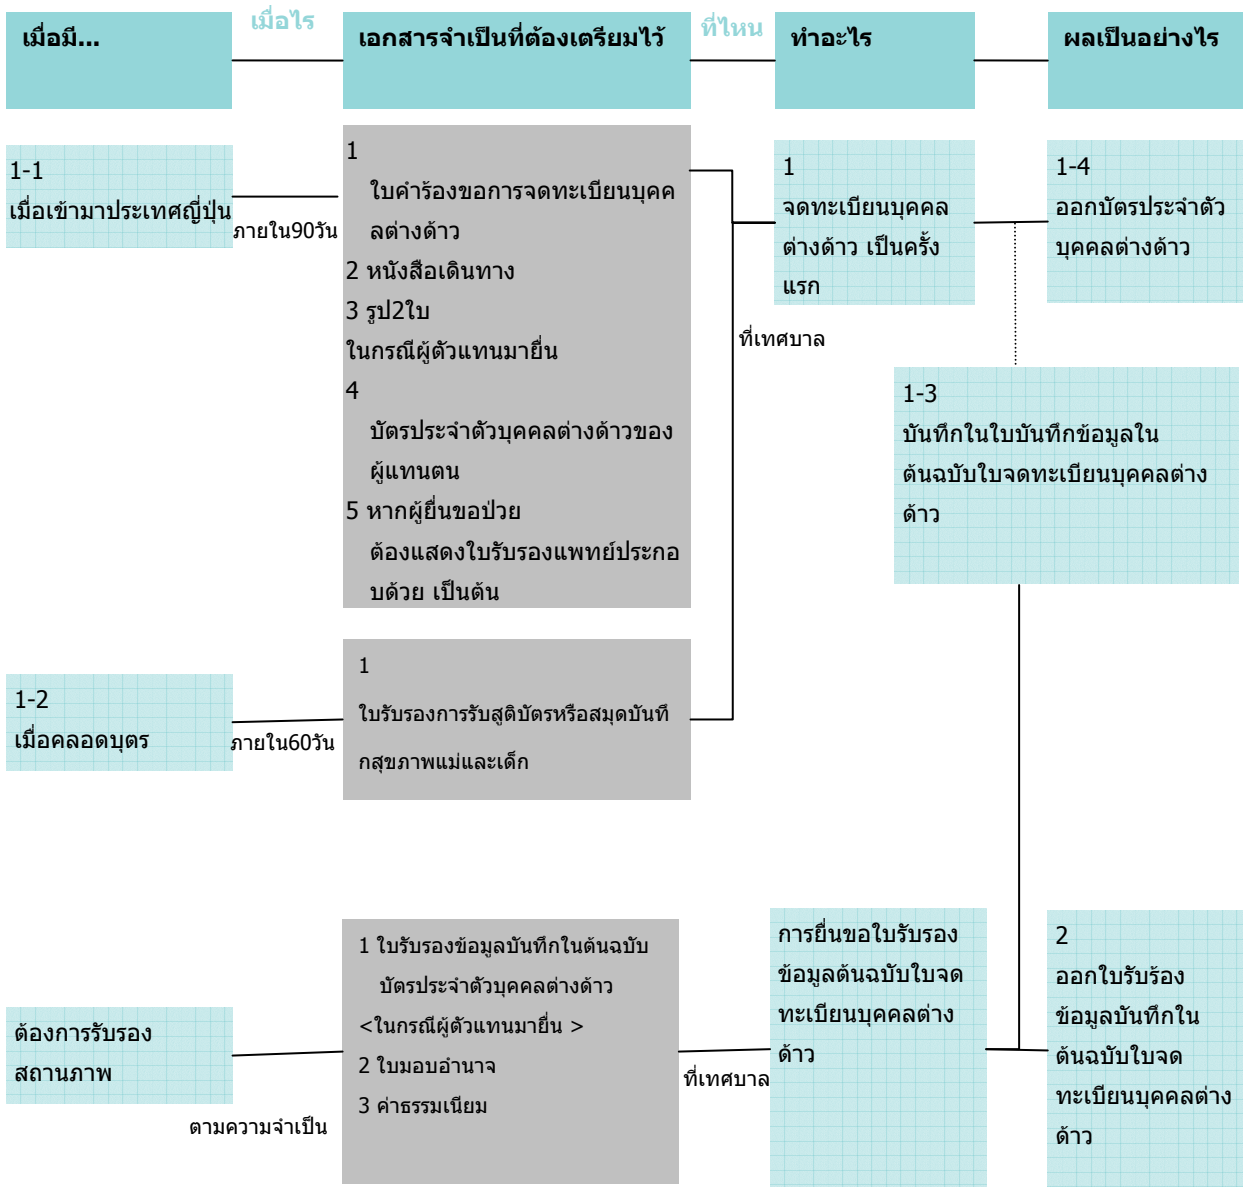 เมื่อมี...
เมื่อไร
เอกสารจำเป็นที่ต้องเตรียมไว้
ที่ไหน
ทำอะไร
ผลเป็นอย่างไร
1-1
เมื่อเข้ามาประเทศญี่ปุ่น
ภายใน90วัน
1
ใบคำร้องขอการจดทะเบียนบุคค
ลต่างด้าว
2 หนังสือเดินทาง
3 รูป2ใบ
ในกรณีผู้ตัวแทนมายื่น
4
บัตรประจำตัวบุคคลต่างด้าวของ
ผู้แทนตน
5 หากผู้ยื่นขอป่วย
ต้องแสดงใบรับรองแพทย์ประกอ
บด้วย เป็นต้น
ที่เทศบาล
1
จดทะเบียนบุคคล
ต่างด้าว เป็นครั้ง
แรก
1-4
ออกบัตรประจำตัว
บุคคลต่างด้าว
1-3
บันทึกในใบบันทึกข้อมูลใน
ต้นฉบับใบจดทะเบียนบุคคลต่าง
ด้าว
1-2
เมื่อคลอดบุตร
ภายใน60วัน
1
ใบรับรองการรับสูติบัตรหรือสมุดบันทึ
กสุขภาพแม่และเด็ก
ต้องการรับรอง
สถานภาพ
ตามความจำเป็น
1 ใบรับรองข้อมูลบันทึกในต้นฉบับ
บัตรประจำตัวบุคคลต่างด้าว
<ในกรณีผู้ตัวแทนมายื่น >
2 ใบมอบอำนาจ
3 ค่าธรรมเนียม
ที่เทศบาล
การยื่นขอใบรับรอง
ข้อมูลต้นฉบับใบจด
ทะเบียนบุคคลต่าง
ด้าว
2
ออกใบรับร้อง
ข้อมูลบันทึกใน
ต้นฉบับใบจด
ทะเบียนบุคคลต่าง
ด้าว